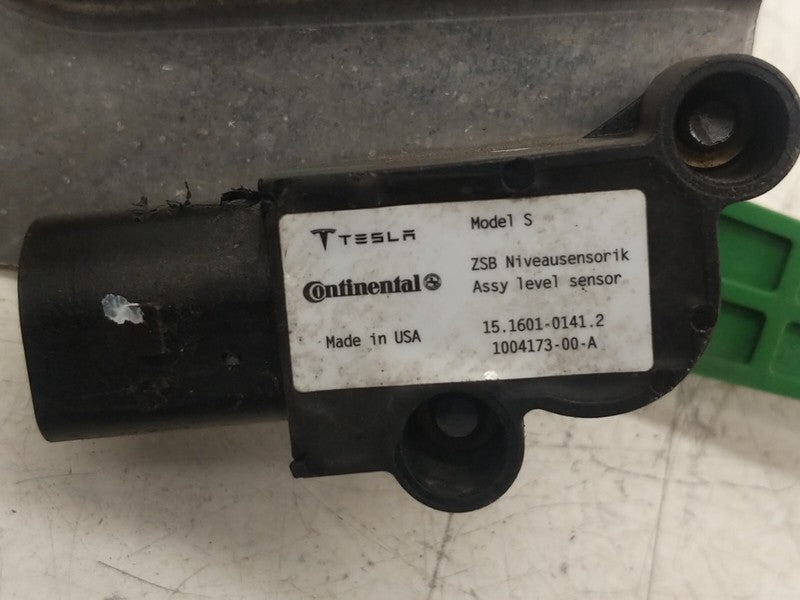 TESLA
Model S
Continental
ZSB Niveausensorik
Assy level sensor
Made in USA
15.1601-0141.2
1004173-00-A